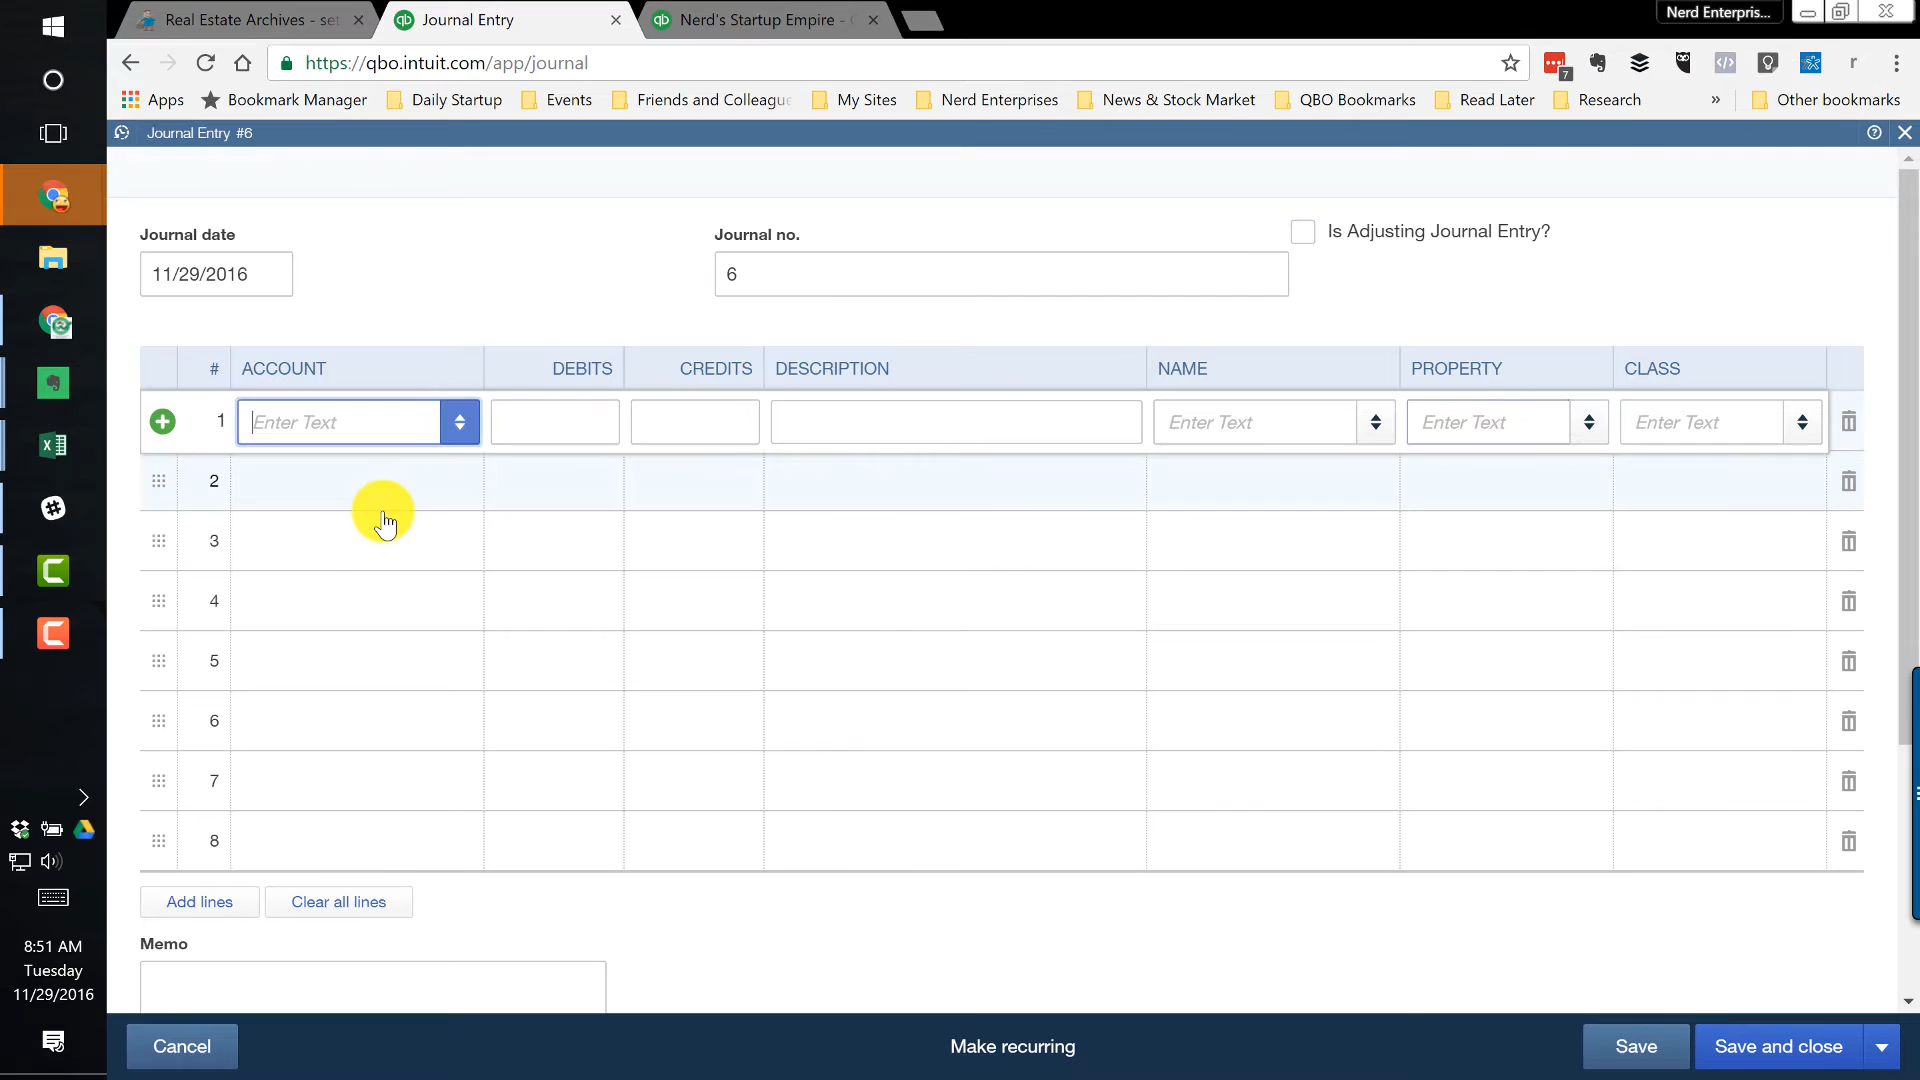 Real Estate Archives - set
Journal Entry
Nerd's Startup Empire -
Nerd Enterpris...
https://qbo.intuit.com/app/journal
7
r
Apps
Bookmark Manager
Daily Startup
Events
Friends and Colleagu
My Sites
Nerd Enterprises
News & Stock Market
QBO Bookmarks
Read Later
Research
»
Other bookmarks
Journal Entry #6
Journal date
Journal no.
Is Adjusting Journal Entry?
11/29/2016
6
# ACCOUNT DEBITS CREDITS DESCRIPTION NAME PROPERTY CLASS
1 Enter Text Enter Text Enter Text Enter Text
2
3
4
5
6
7
8
Add lines
Clear all lines
Memo
8:51 AM
Tuesday
11/29/2016
Cancel
Make recurring
Save
Save and close